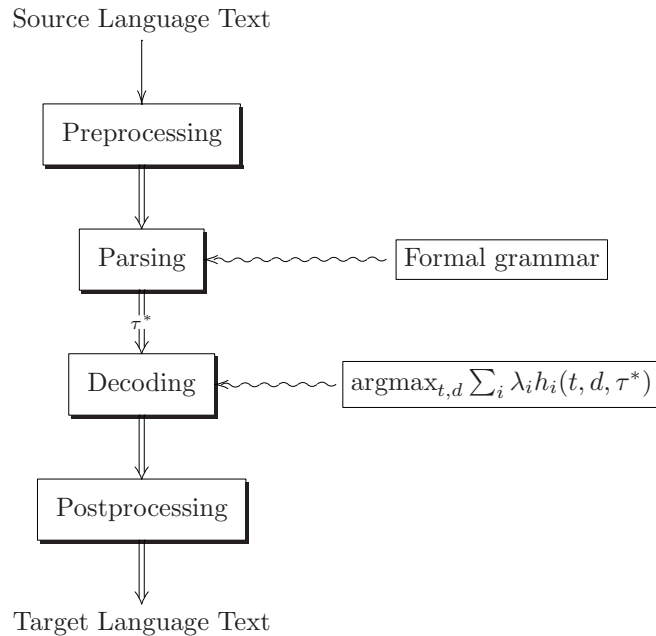 Source Language Text
Preprocessing
Parsing
Formal grammar
τ*
Decoding
argmax_{t,d} ∑_i λ_i h_i(t, d, τ*)
Postprocessing
Target Language Text